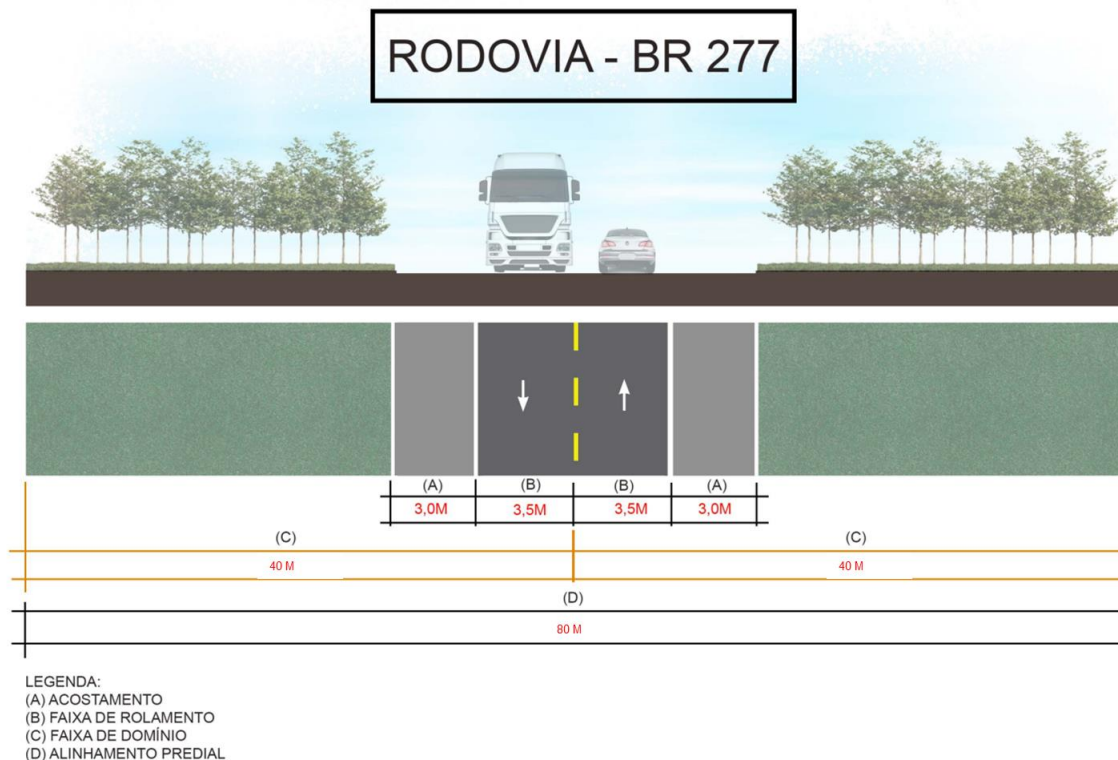 RODOVIA - BR 277
(A) (B) (B) (A)
3,0M 3,5M 3,5M 3,0M
(C) (C)
40 M 40 M
(D)
80 M
LEGENDA:
(A) ACOSTAMENTO
(B) FAIXA DE ROLAMENTO
(C) FAIXA DE DOMÍNIO
(D) ALINHAMENTO PREDIAL